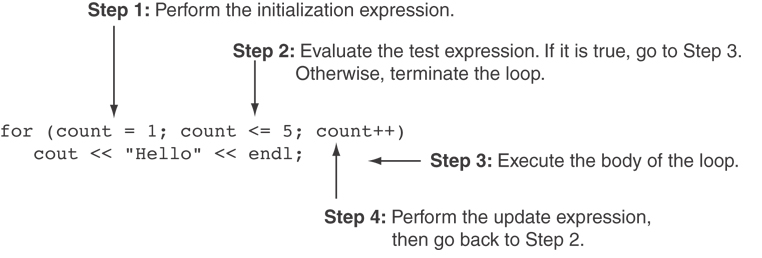 Step 1: Perform the initialization expression.
Step 2: Evaluate the test expression. If it is true, go to Step 3.
Otherwise, terminate the loop.
for (count = 1; count <= 5; count++)
cout << "Hello" << endl;
Step 3: Execute the body of the loop.
Step 4: Perform the update expression,
then go back to Step 2.